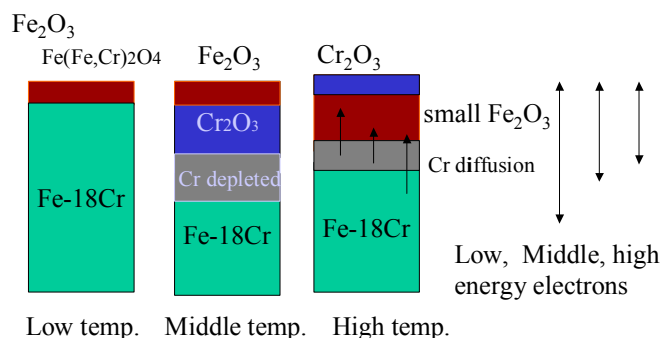 Fe₂O₃
Fe(Fe,Cr)2O4
Fe-18Cr
Low temp.
Fe₂O₃
Cr₂O₃
Cr depleted
Fe-18Cr
Middle temp.
Cr₂O₃
small Fe₂O₃
Cr diffusion
Fe-18Cr
High temp.
Low, Middle, high
energy electrons